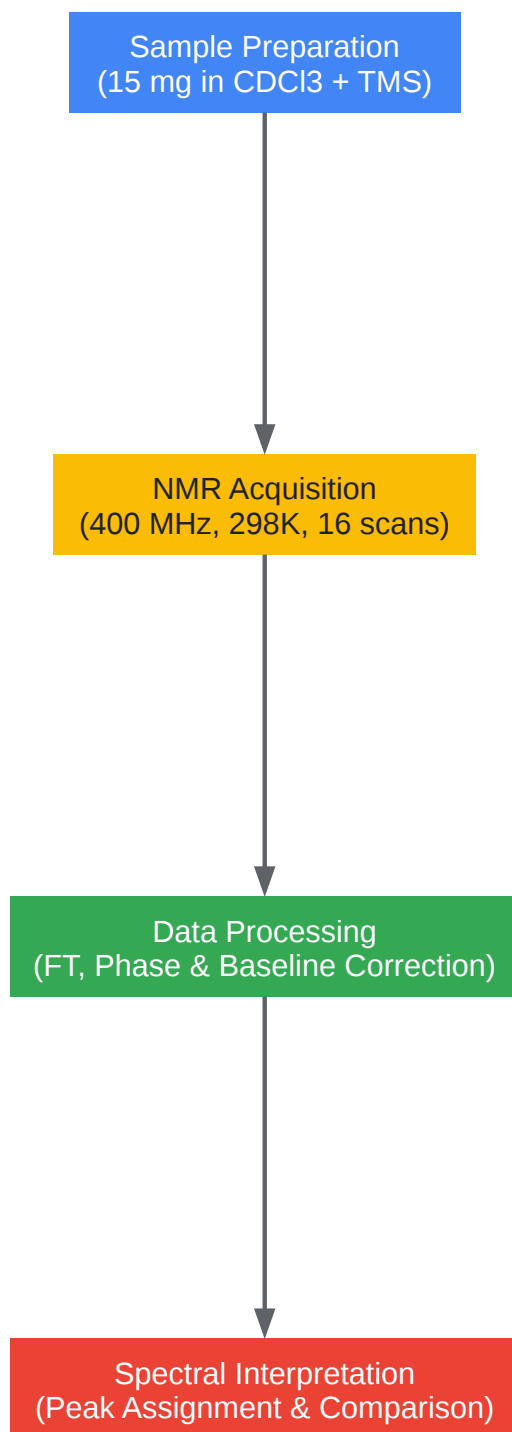 Sample Preparation
(15 mg in CDCl3 + TMS)
NMR Acquisition
(400 MHz, 298K, 16 scans)
Data Processing
(FT, Phase & Baseline Correction)
Spectral Interpretation
(Peak Assignment & Comparison)